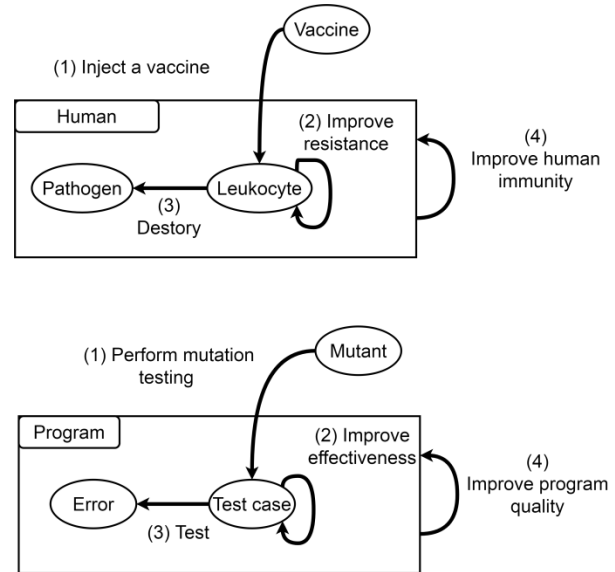 Vaccine
(1) Inject a vaccine
Human
(2) Improve
resistance
(4)
Improve human
immunity
Pathogen
Leukocyte
(3)
Destory
(1) Perform mutation
testing
Mutant
Program
(2) Improve
effectiveness
(4)
Improve program
quality
Error
Test case
(3) Test